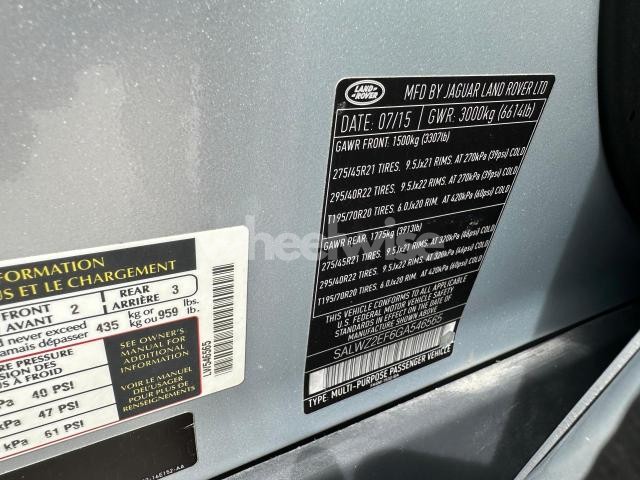 LAND ROVER MFD BY JAGUAR LAND ROVER LTD
DATE: 07/15 GWR: 3000kg (6614lb)
GAWR FRONT: 1500kg (3307lb)
275/45R21 TIRES. 9.5Jx21 RIMS. AT 270kPa (39psi) COLD
295/40R22 TIRES. 9.5Jx22 RIMS. AT 270kPa (39psi) COLD
T195/70R20 TIRES. 6.0Jx20 RIM. AT 420kPa (60psi) COLD
GAWR REAR: 1775kg (3913lb)
275/45R21 TIRES. 9.5Jx21 RIMS. AT 320kPa (46psi) COLD
295/40R22 TIRES. 9.5Jx22 RIMS. AT 320kPa (46psi) COLD
T195/70R20 TIRES. 6.0Jx20 RIM. AT 420kPa (60psi) COLD
THIS VEHICLE CONFORMS TO ALL APPLICABLE
U.S. FEDERAL MOTOR VEHICLE SAFETY
STANDARDS IN EFFECT ON THE DATE OF
MANUFACTURE SHOWN ABOVE.
SALWZ2EF6GA546565
TYPE: MULTI-PURPOSE PASSENGER VEHICLE
INFORMATION
US ET LE CHARGEMENT
FRONT AVANT 2 REAR ARRIÈRE 3
never exceed
jamais dépasser 435 kg or kg ou 959 lbs. lb.
PRESSURE
SION DES
À FROID
kPa 40 PSI
kPa 47 PSI
kPa 61 PSI
SEE OWNER'S
MANUAL FOR
ADDITIONAL
INFORMATION
VOIR LE MANUEL
DE L'USAGER
POUR PLUS DE
RENSEIGNEMENTS
LW546565
wheelwise